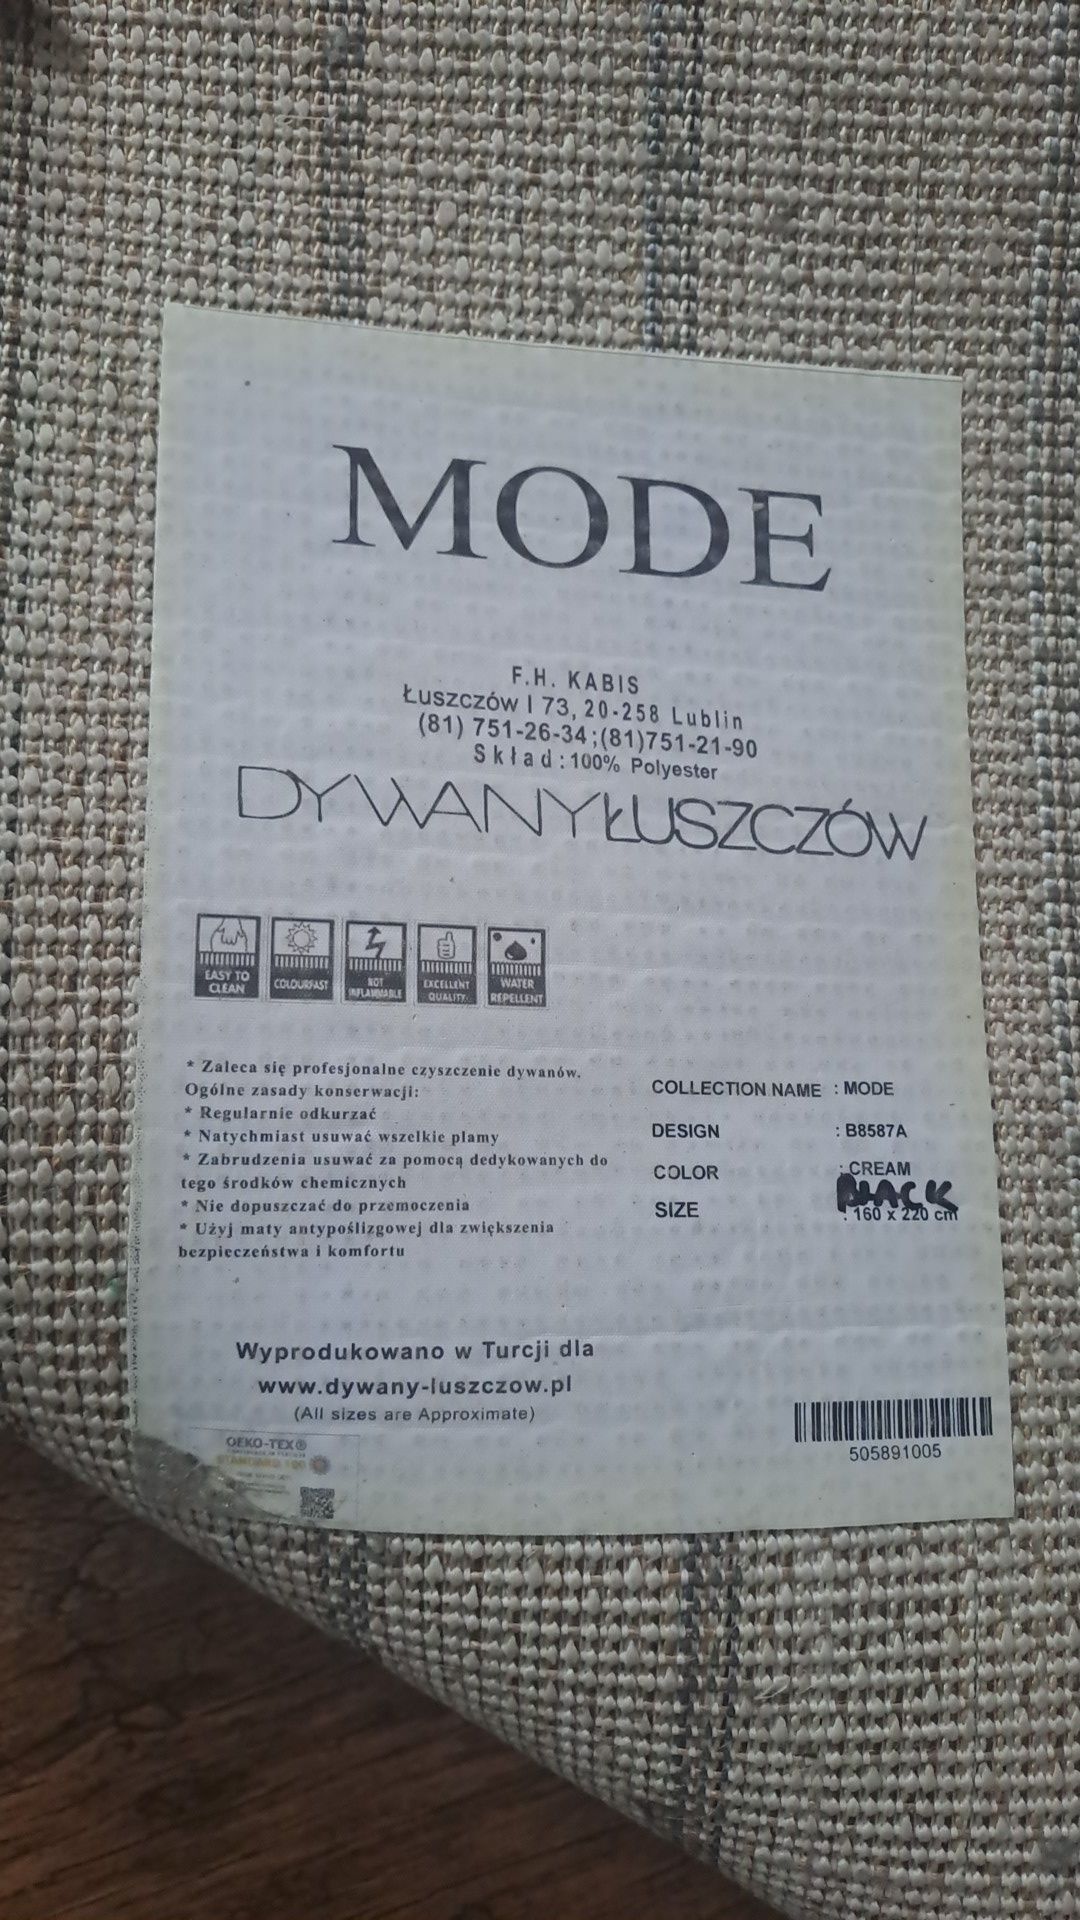 MODE
F.H. KABIS
Łuszczów I 73, 20-258 Lublin
(81) 751-26-34;(81)751-21-90
Skład:100% Polyester
DYWANYŁUSZCZÓW
EASY TO CLEAN
COLOURFAST
NOT INFLAMMABLE
EXCELLENT QUALITY
WATER REPELLENT
* Zaleca się profesjonalne czyszczenie dywanów.
Ogólne zasady konserwacji:
* Regularnie odkurzać
* Natychmiast usuwać wszelkie plamy
* Zabrudzenia usuwać za pomocą dedykowanych do
tego środków chemicznych
* Nie dopuszczać do przemoczenia
* Użyj maty antypoślizgowej dla zwiększenia
bezpieczeństwa i komfortu
COLLECTION NAME : MODE
DESIGN : B8587A
COLOR : CREAM
BLACK
SIZE : 160 x 220 cm
Wyprodukowano w Turcji dla
www.dywany-luszczow.pl
(All sizes are Approximate)
505891005
OEKO-TEX®
STANDARD 100